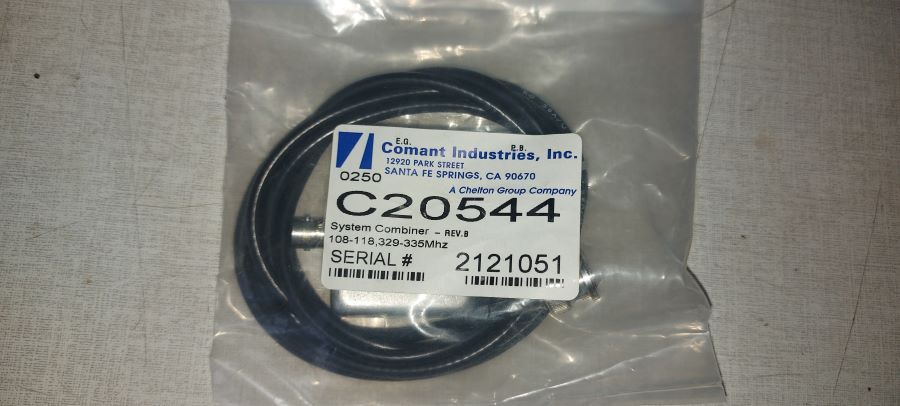 E.G. P.B.
Comant Industries, Inc.
12920 PARK STREET
SANTA FE SPRINGS, CA 90670
0250
A Chelton Group Company
C20544
System Combiner - REV.B
108-118,329-335Mhz
SERIAL # 2121051